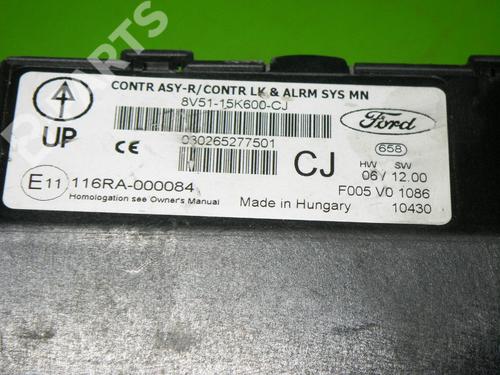 CONTR ASY-R/CONTR LK & ALRM SYS MN
8V51-15K600-CJ
UP
CE
030265277501
CJ
Ford
658
HW SW
06 / 12.00
E11 116RA-000084
F005 V0 1086
Homologation see Owner's Manual
Made in Hungary
10430